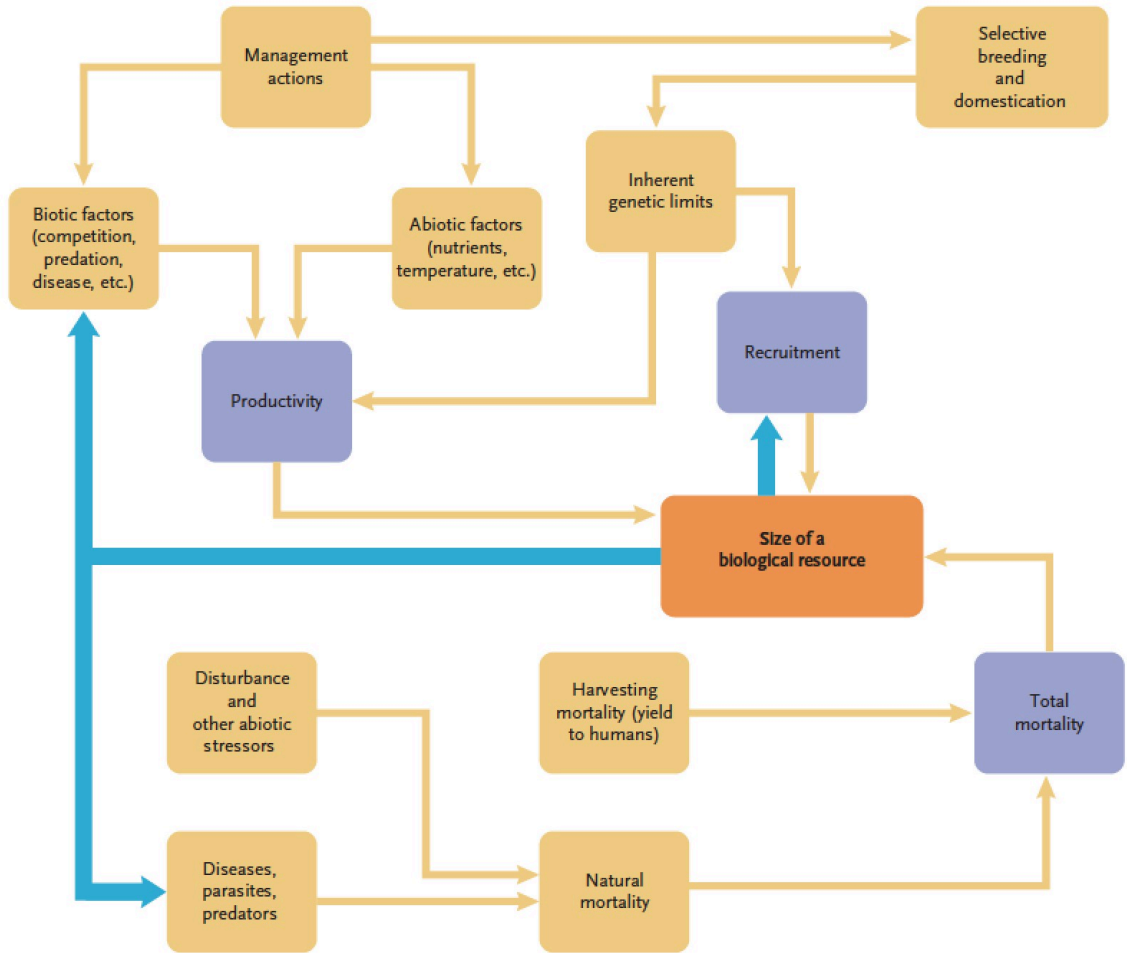 Management
actions
Selective
breeding
and
domestication
Inherent
genetic limits
Biotic factors
(competition,
predation,
disease, etc.)
Abiotic factors
(nutrients,
temperature, etc.)
Recruitment
Productivity
Size of a
biological resource
Disturbance
and
other abiotic
stressors
Harvesting
mortality (yield
to humans)
Total
mortality
Diseases,
parasites,
predators
Natural
mortality